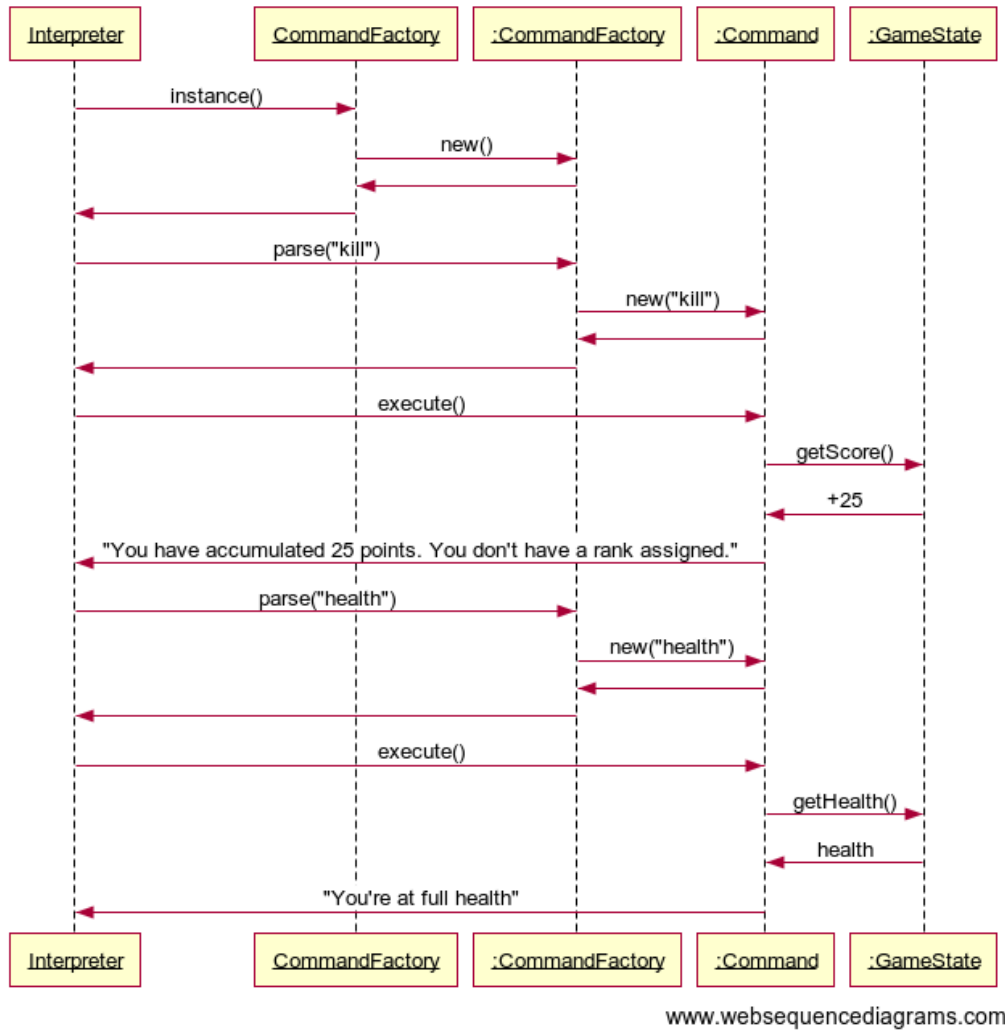 Interpreter
CommandFactory
:CommandFactory
:Command
:GameState
instance()
new()
parse("kill")
new("kill")
execute()
getScore()
+25
"You have accumulated 25 points. You don't have a rank assigned."
parse("health")
new("health")
execute()
getHealth()
health
"You're at full health"
Interpreter
CommandFactory
:CommandFactory
:Command
:GameState
www.websequencediagrams.com